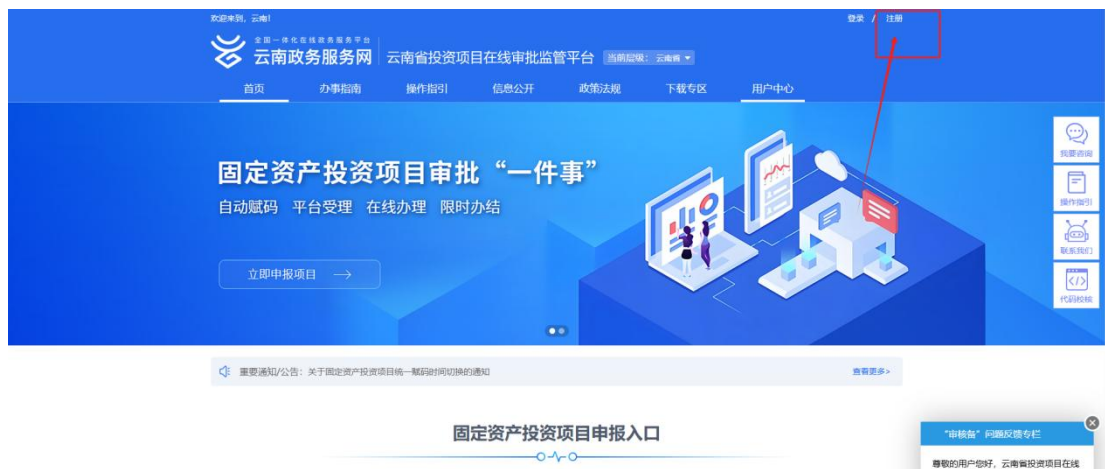 欢迎来到，云南！
登录 / 注册
全国一体化在线政务服务平台
云南政务服务网
云南省投资项目在线审批监管平台
当前层级： 云南省
首页 办事指南 操作指引 信息公开 政策法规 下载专区 用户中心
固定资产投资项目审批“一件事”
自动赋码 平台受理 在线办理 限时办结
立即申报项目
我要咨询
操作指引
联系我们
代码校核
重要通知/公告：关于固定资产投资项目统一赋码时间切换的通知
查看更多>
固定资产投资项目申报入口
“审核备”问题反馈专栏
尊敬的用户您好，云南省投资项目在线